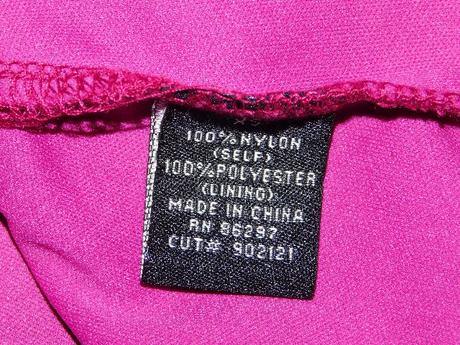 100% NYLON
(SELF)
100% POLYESTER
(LINING)
MADE IN CHINA
RN 86297
CUT# 902121